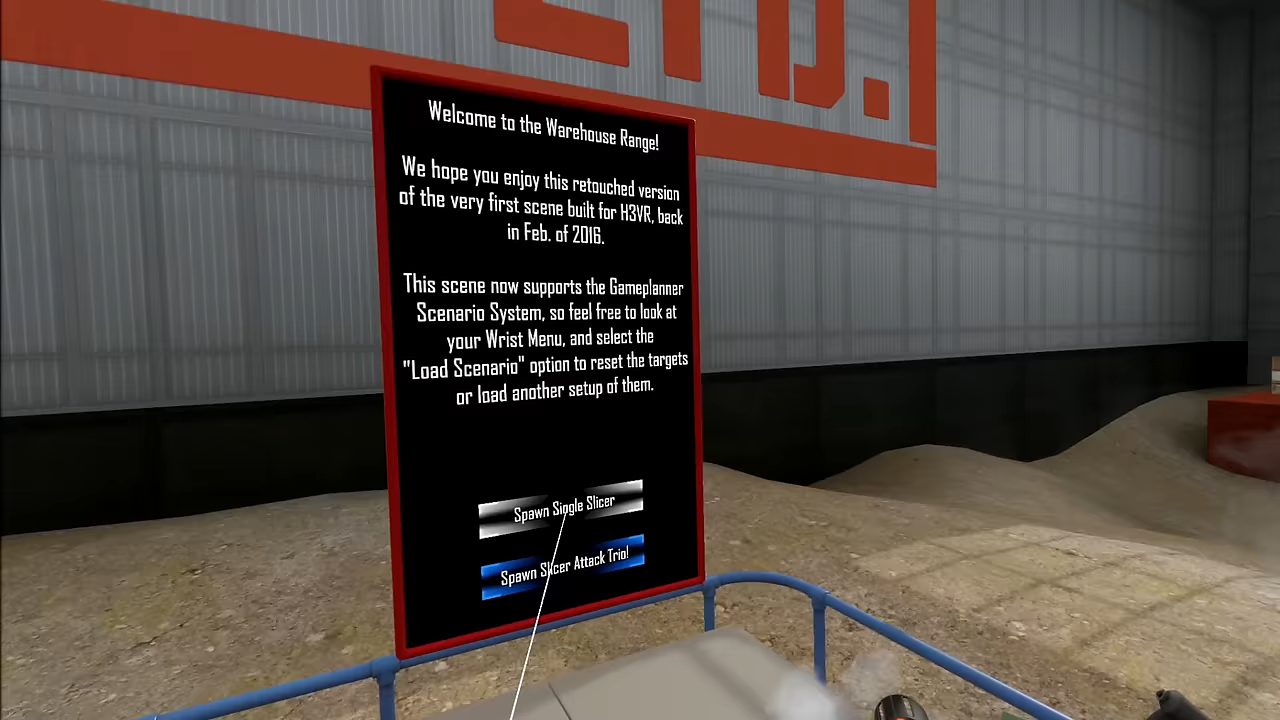 Welcome to the Warehouse Range!
We hope you enjoy this retouched version
of the very first scene built for H3VR, back
in Feb. of 2016.
This scene now supports the Gameplanner
Scenario System, so feel free to look at
your Wrist Menu, and select the
"Load Scenario" option to reset the targets
or load another setup of them.
Spawn Single Slicer
Spawn Slicer Attack Trio!